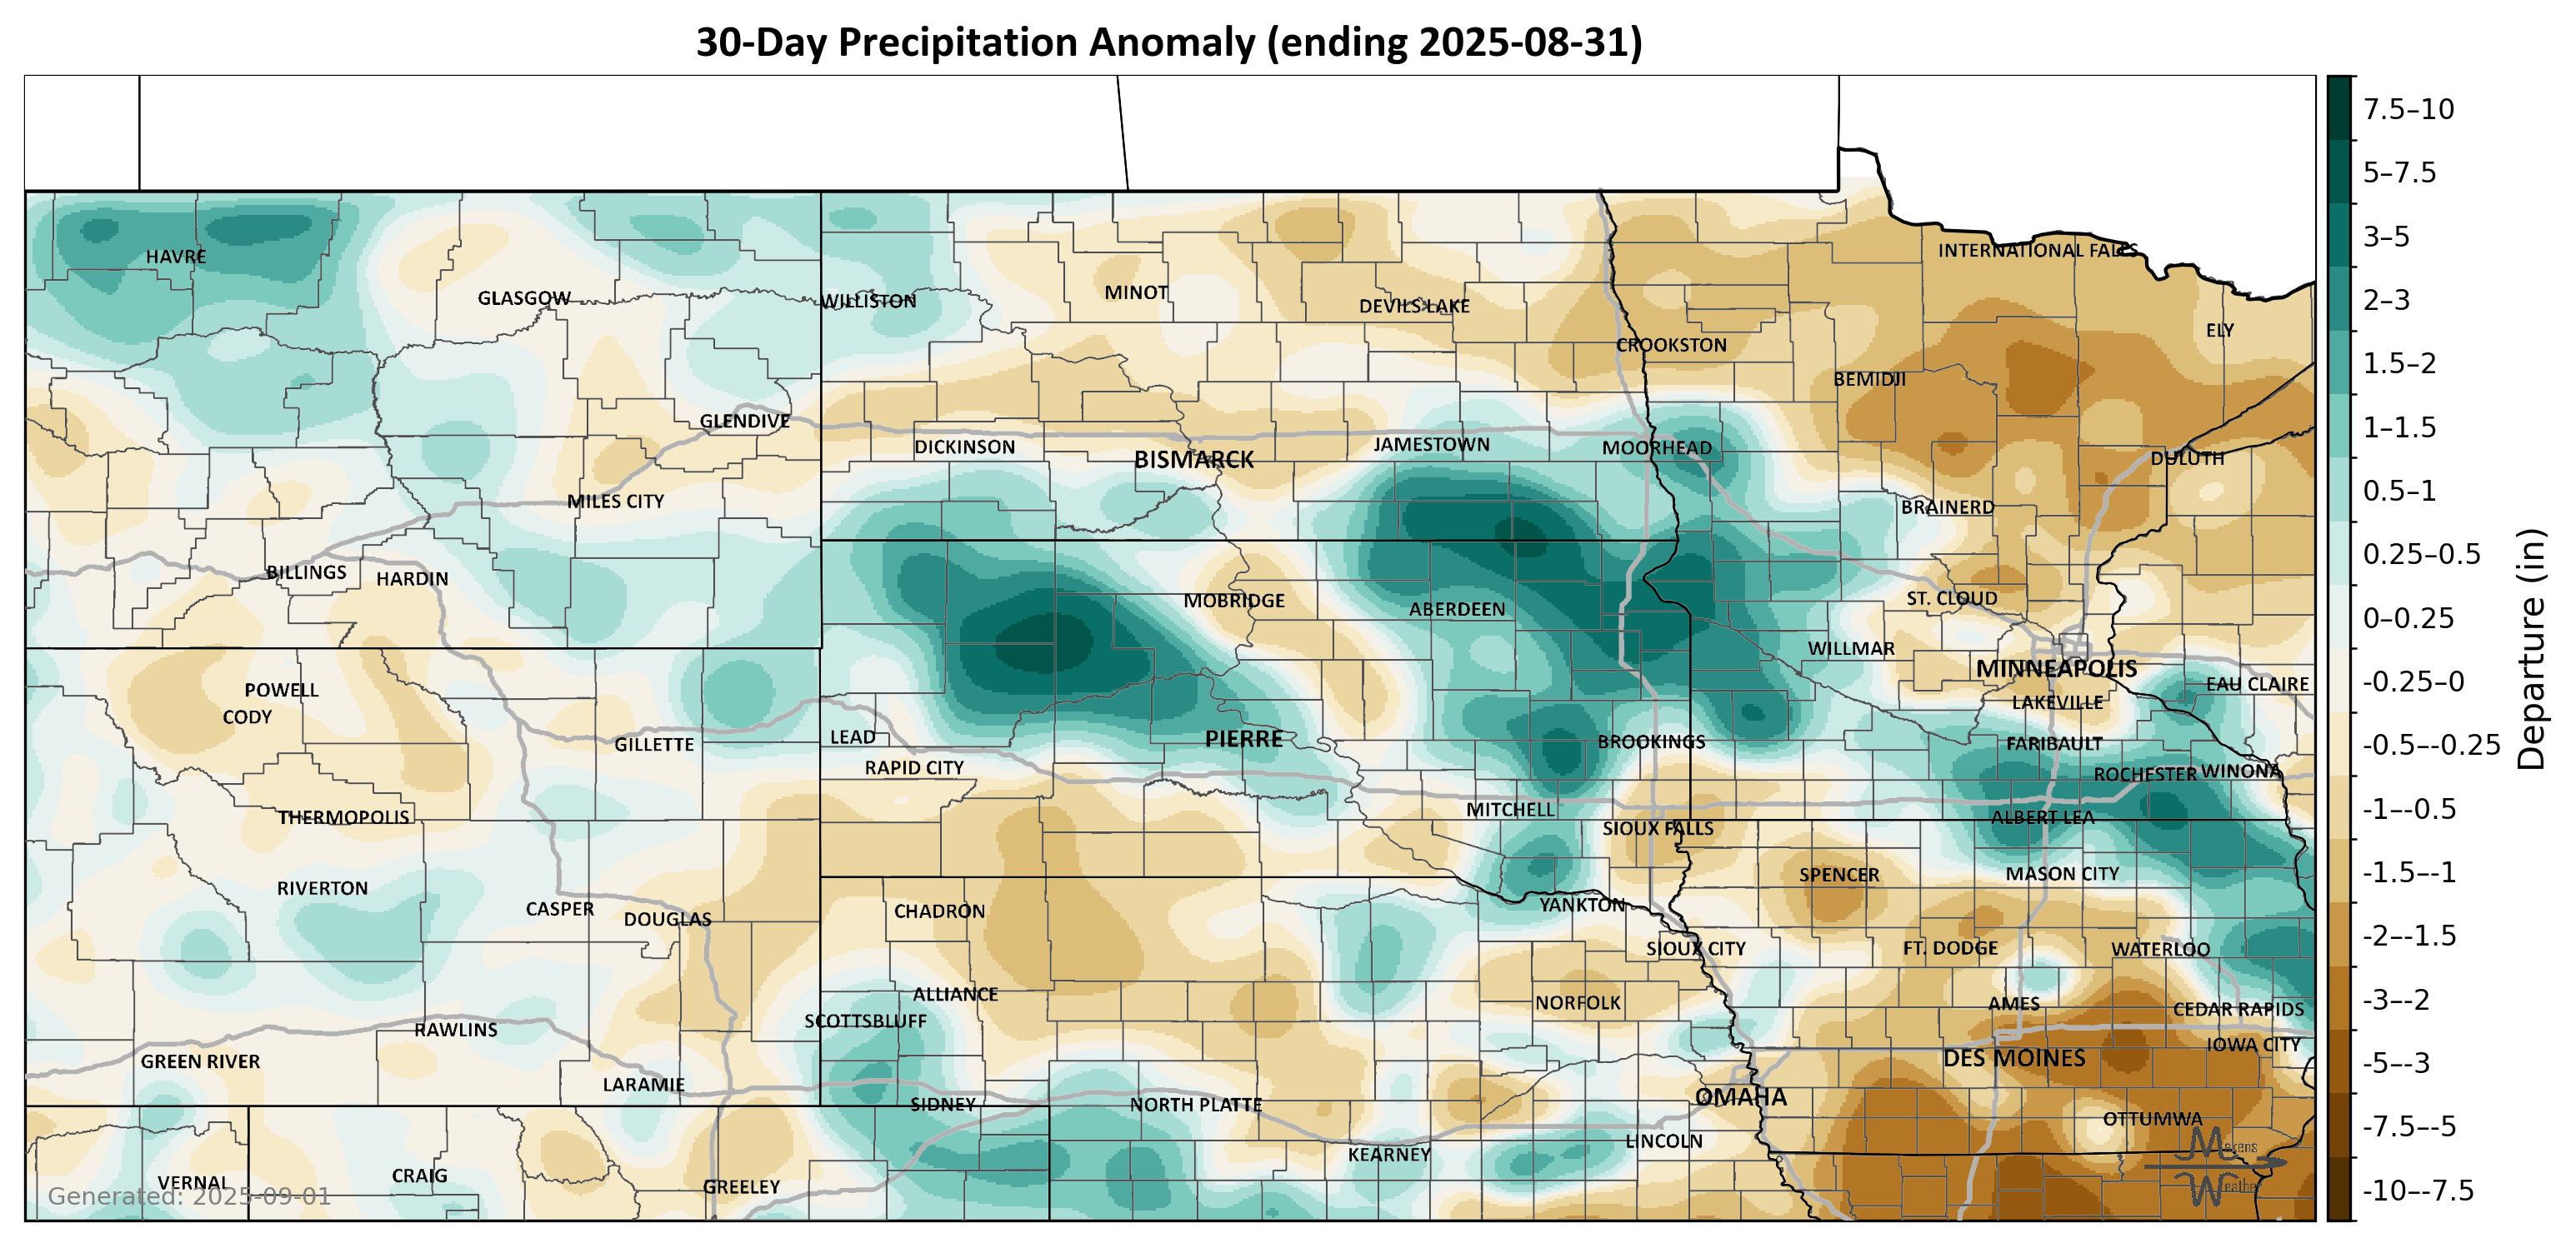 30-Day Precipitation Anomaly (ending 2025-08-31)
HAVRE
GLASGOW
WILLISTON
MINOT
DEVILS LAKE
CROOKSTON
INTERNATIONAL FALLS
ELY
BEMIDJI
GLENDIVE
DICKINSON
BISMARCK
JAMESTOWN
MOORHEAD
DULUTH
MILES CITY
BRAINERD
BILLINGS
HARDIN
MOBRIDGE
ABERDEEN
ST. CLOUD
WILLMAR
MINNEAPOLIS
POWELL
CODY
EAU CLAIRE
LAKEVILLE
GILLETTE
LEAD
PIERRE
BROOKINGS
FARIBAULT
RAPID CITY
ROCHESTER
WINONA
THERMOPOLIS
MITCHELL
ALBERT LEA
SIOUX FALLS
RIVERTON
SPENCER
MASON CITY
CASPER
DOUGLAS
CHADRON
YANKTON
SIOUX CITY
FT. DODGE
WATERLOO
ALLIANCE
NORFOLK
AMES
CEDAR RAPIDS
SCOTTSBLUFF
RAWLINS
IOWA CITY
GREEN RIVER
DES MOINES
LARAMIE
SIDNEY
NORTH PLATTE
OMAHA
OTTUMWA
LINCOLN
KEARNEY
VERNAL
CRAIG
GREELEY
Generated: 2025-09-01
Makens
Weather
7.5–10
5–7.5
3–5
2–3
1.5–2
1–1.5
0.5–1
0.25–0.5
0–0.25
-0.25–0
-0.5–-0.25
-1–-0.5
-1.5–-1
-2–-1.5
-3–-2
-5–-3
-7.5–-5
-10–-7.5
Departure (in)